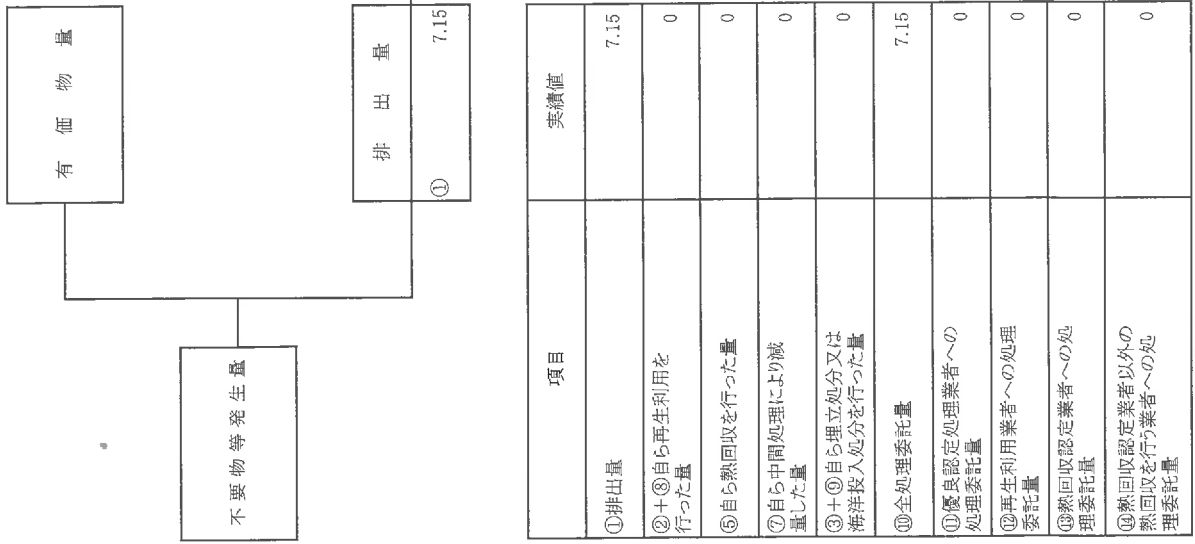 有価物量
不要物等発生量
排出量
① 7.15
項目 実績値
①排出量 7.15
②+⑧自ら再生利用を
行った量 0
⑤自ら熱回収を行った量 0
⑦自ら中間処理により減
量した量 0
③+⑨自ら埋立処分又は
海洋投入処分を行った量 0
⑩全処理委託量 7.15
⑪優良認定処理業者への
処理委託量 0
⑫再生利用業者への処理
委託量 0
⑬熱回収認定業者への処
理委託量 0
⑭熱回収認定業者以外の
熱回収を行う業者への処
理委託量 0